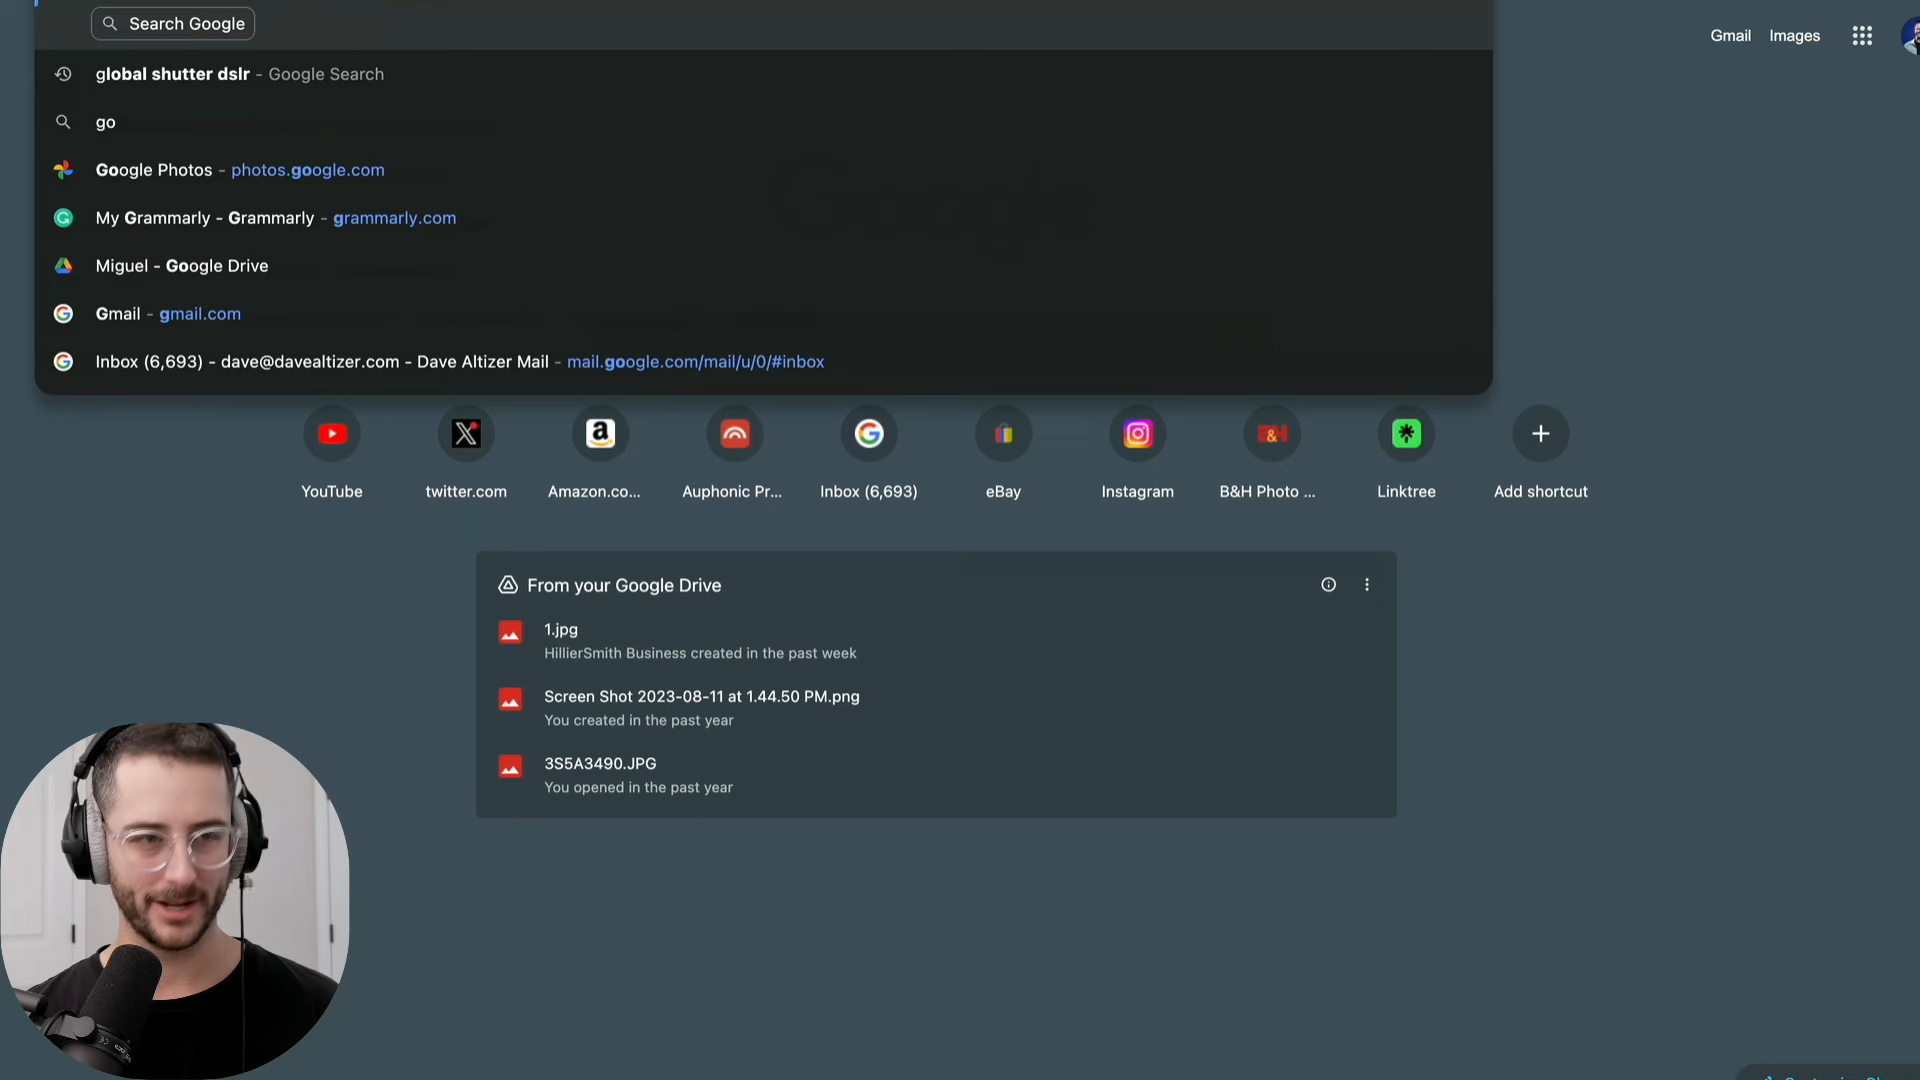 Search Google
Gmail Images
global shutter dslr - Google Search
go
Google Photos - photos.google.com
My Grammarly - Grammarly - grammarly.com
Miguel - Google Drive
Gmail - gmail.com
Inbox (6,693) - dave@davealtizer.com - Dave Altizer Mail - mail.google.com/mail/u/0/#inbox
YouTube twitter.com Amazon.co... Auphonic Pr... Inbox (6,693) eBay Instagram B&H Photo ... Linktree Add shortcut
From your Google Drive
1.jpg
HillierSmith Business created in the past week
Screen Shot 2023-08-11 at 1.44.50 PM.png
You created in the past year
3S5A3490.JPG
You opened in the past year